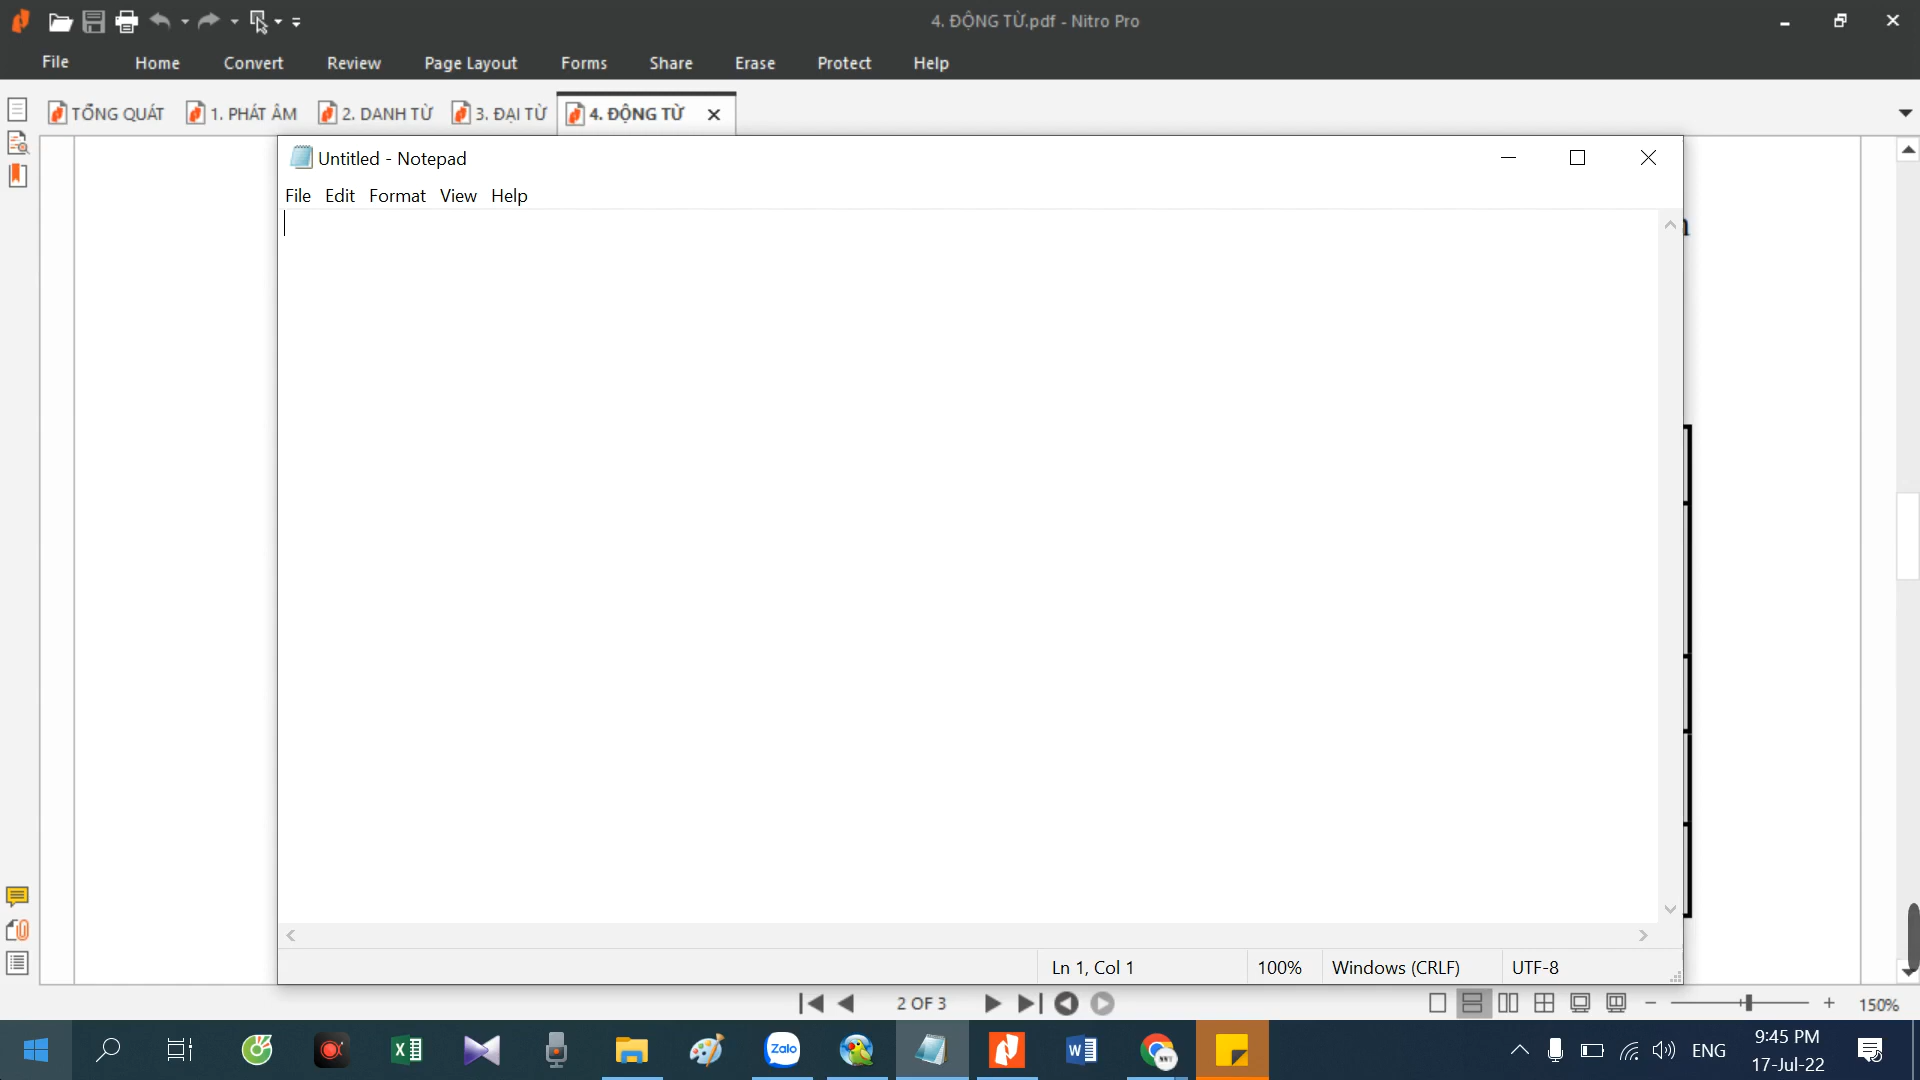 4. ĐỘNG TỪ.pdf - Nitro Pro
File Home Convert Review Page Layout Forms Share Erase Protect Help
TỔNG QUÁT 1. PHÁT ÂM 2. DANH TỪ 3. ĐẠI TỪ 4. ĐỘNG TỪ
Untitled - Notepad
File Edit Format View Help
Ln 1, Col 1 100% Windows (CRLF) UTF-8
2 OF 3 150%
Zalo
ENG
9:45 PM
17-Jul-22